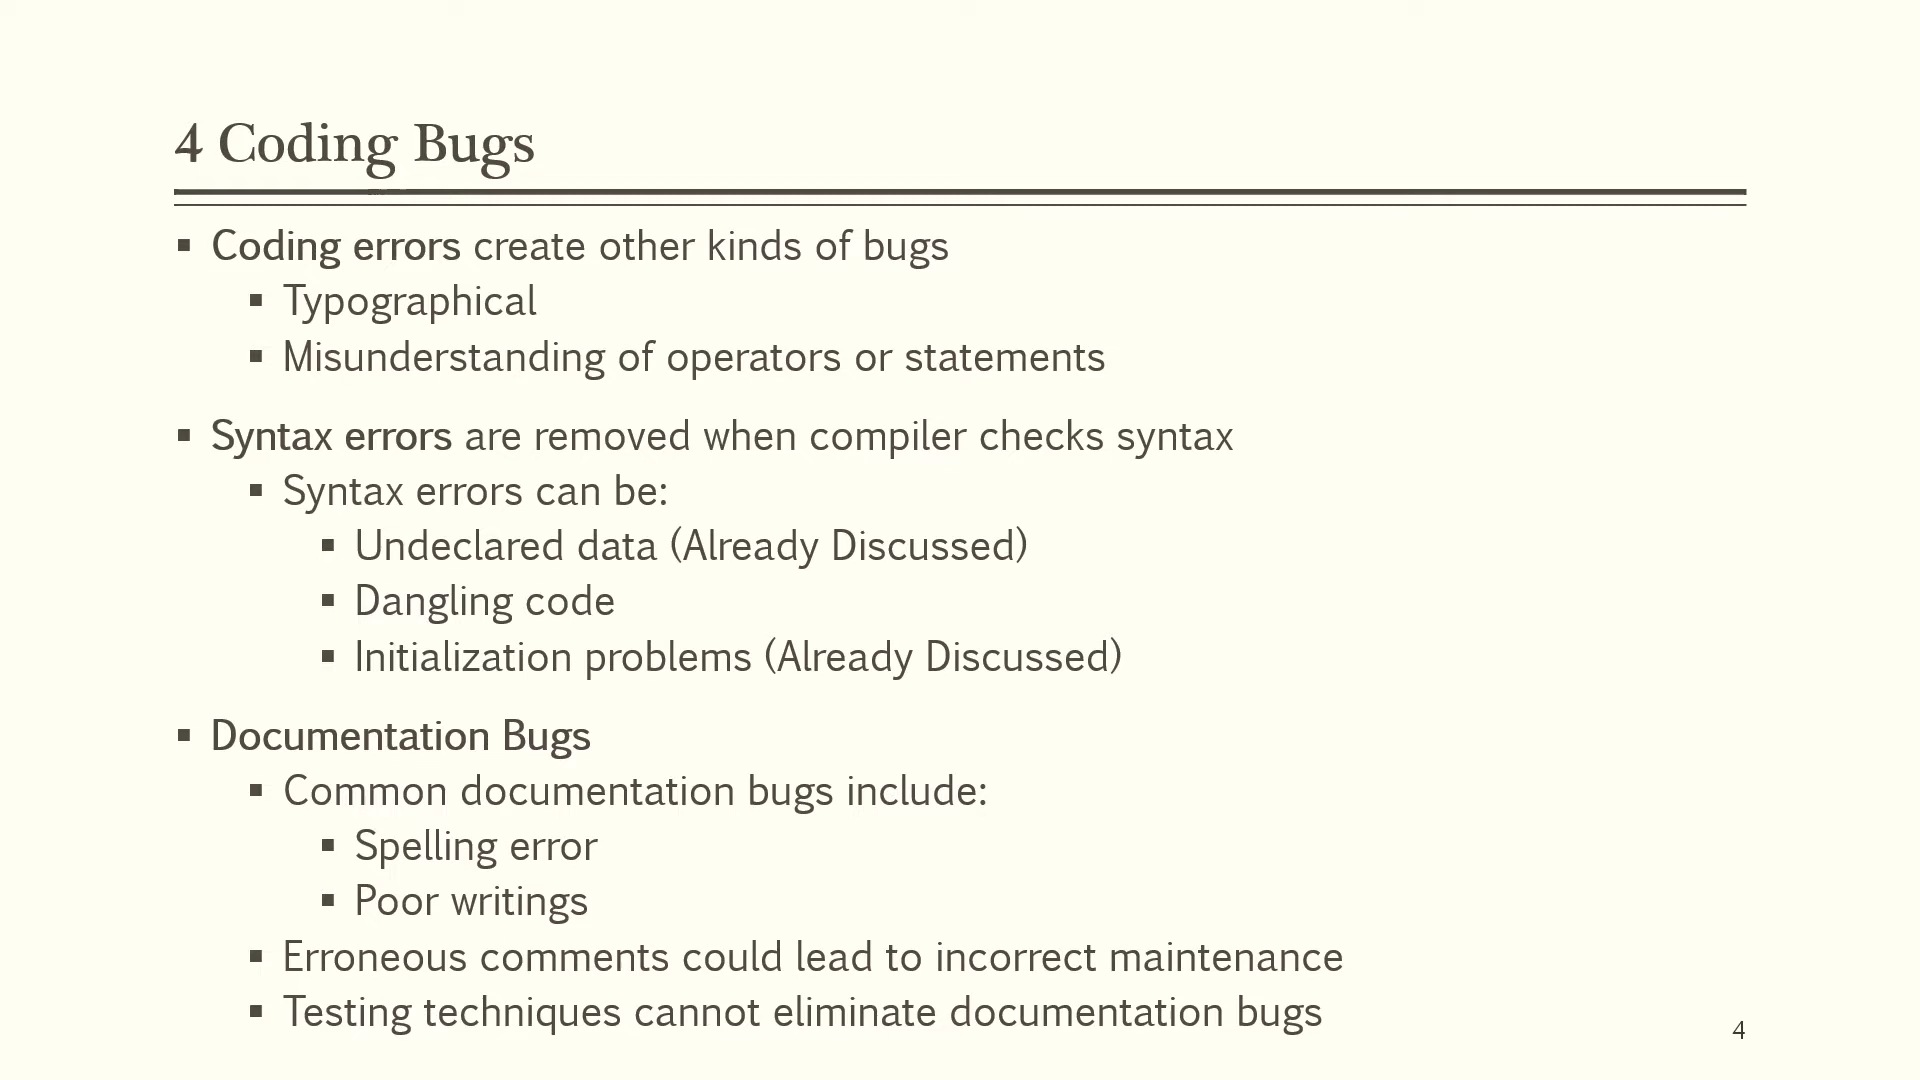 4 Coding Bugs
▪ Coding errors create other kinds of bugs
▪ Typographical
▪ Misunderstanding of operators or statements
▪ Syntax errors are removed when compiler checks syntax
▪ Syntax errors can be:
▪ Undeclared data (Already Discussed)
▪ Dangling code
▪ Initialization problems (Already Discussed)
▪ Documentation Bugs
▪ Common documentation bugs include:
▪ Spelling error
▪ Poor writings
▪ Erroneous comments could lead to incorrect maintenance
▪ Testing techniques cannot eliminate documentation bugs
4